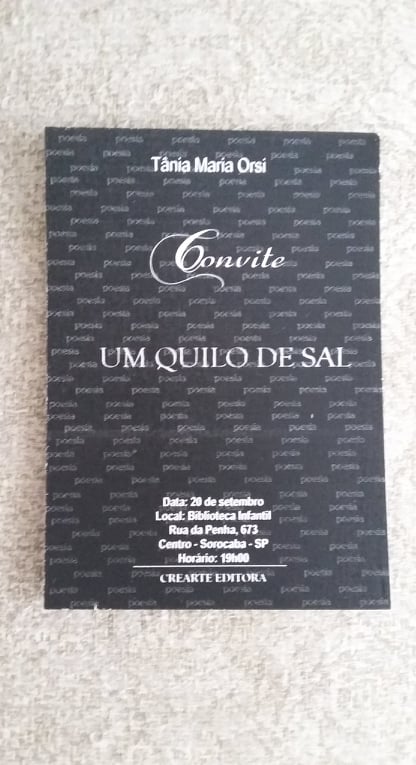 Tânia Maria Orsi
Convite
UM QUILO DE SAL
Data: 20 de setembro
Local: Biblioteca Infantil
Rua da Penha, 673
Centro - Sorocaba - SP
Horário: 19h00
CREARTE EDITORA